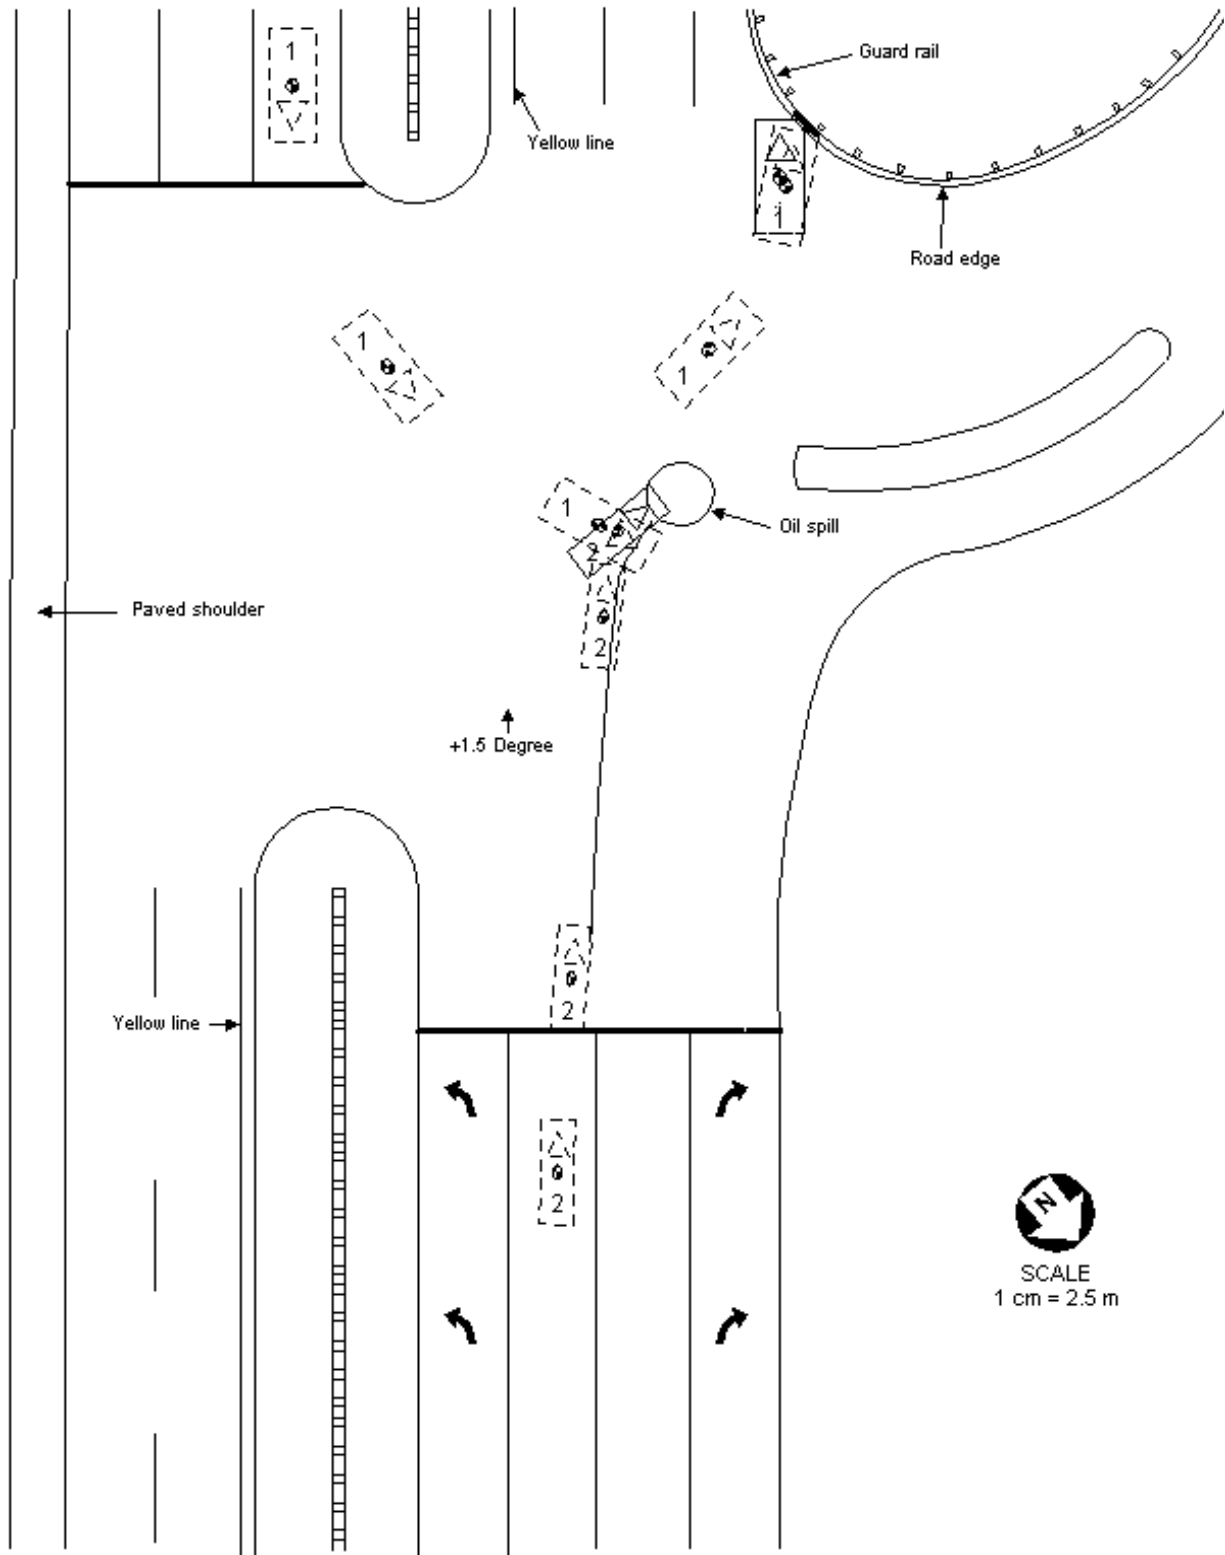 1
Guard rail
Yellow line
1
Road edge
1
1
1
Oil spill
2
Paved shoulder
2
+1.5 Degree
2
Yellow line
2
N
SCALE
1 cm = 2.5 m